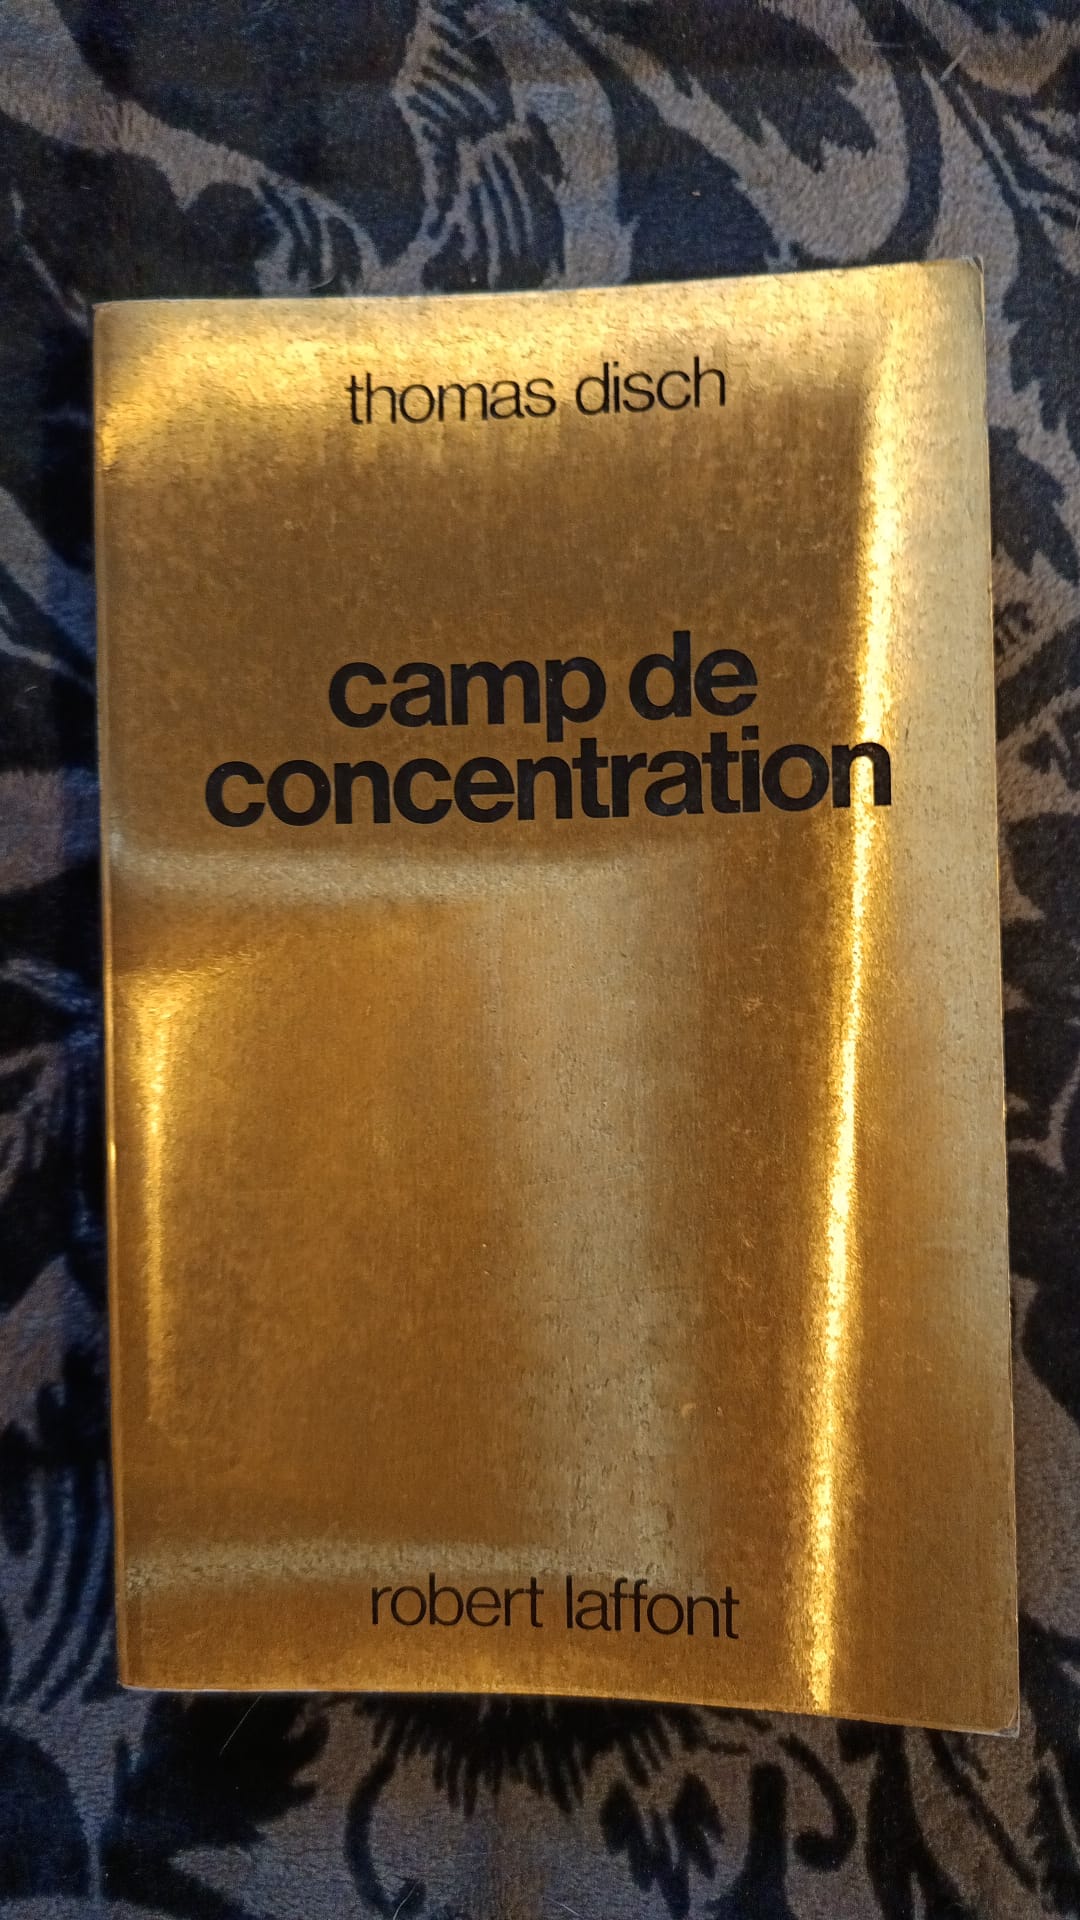 thomas disch
camp de
concentration
robert laffont